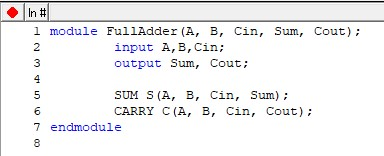 In #
1 module FullAdder(A, B, Cin, Sum, Cout);
2 input A,B,Cin;
3 output Sum, Cout;
4
5 SUM S(A, B, Cin, Sum);
6 CARRY C(A, B, Cin, Cout);
7 endmodule
8